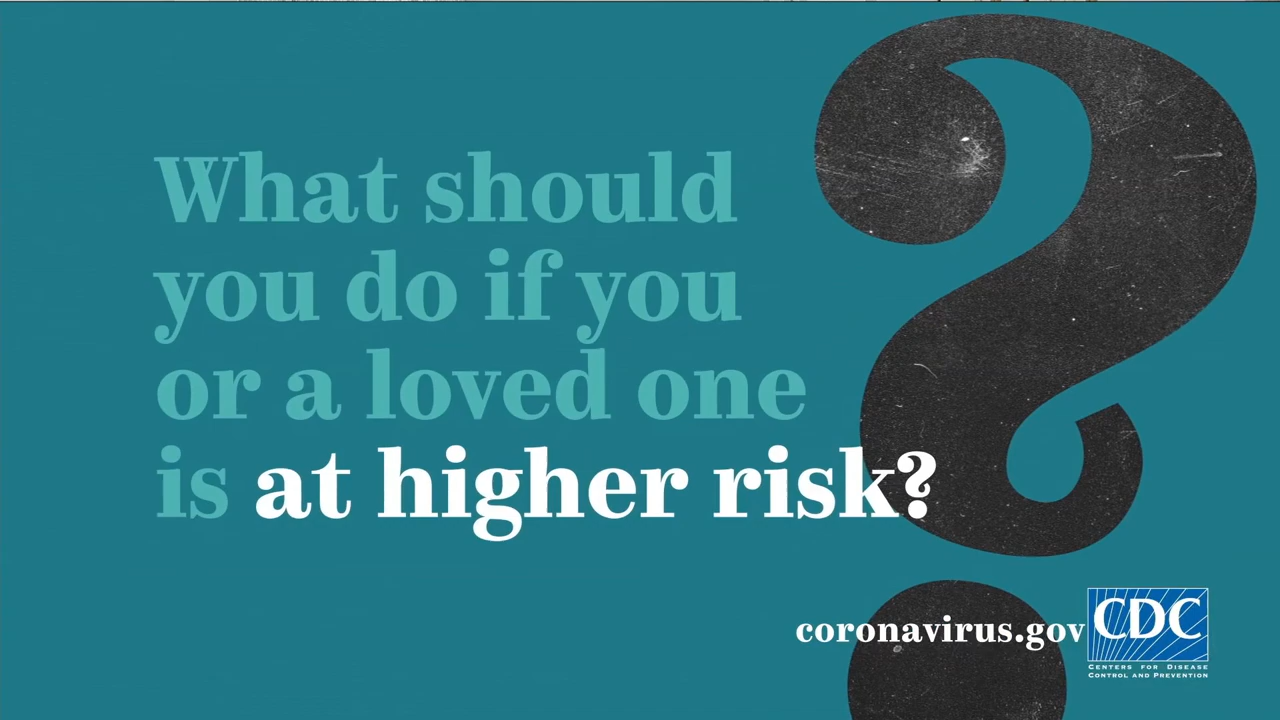 What should
you do if you
or a loved one
is at higher risk?
coronavirus.gov
CDC
CENTERS FOR DISEASE
CONTROL AND PREVENTION